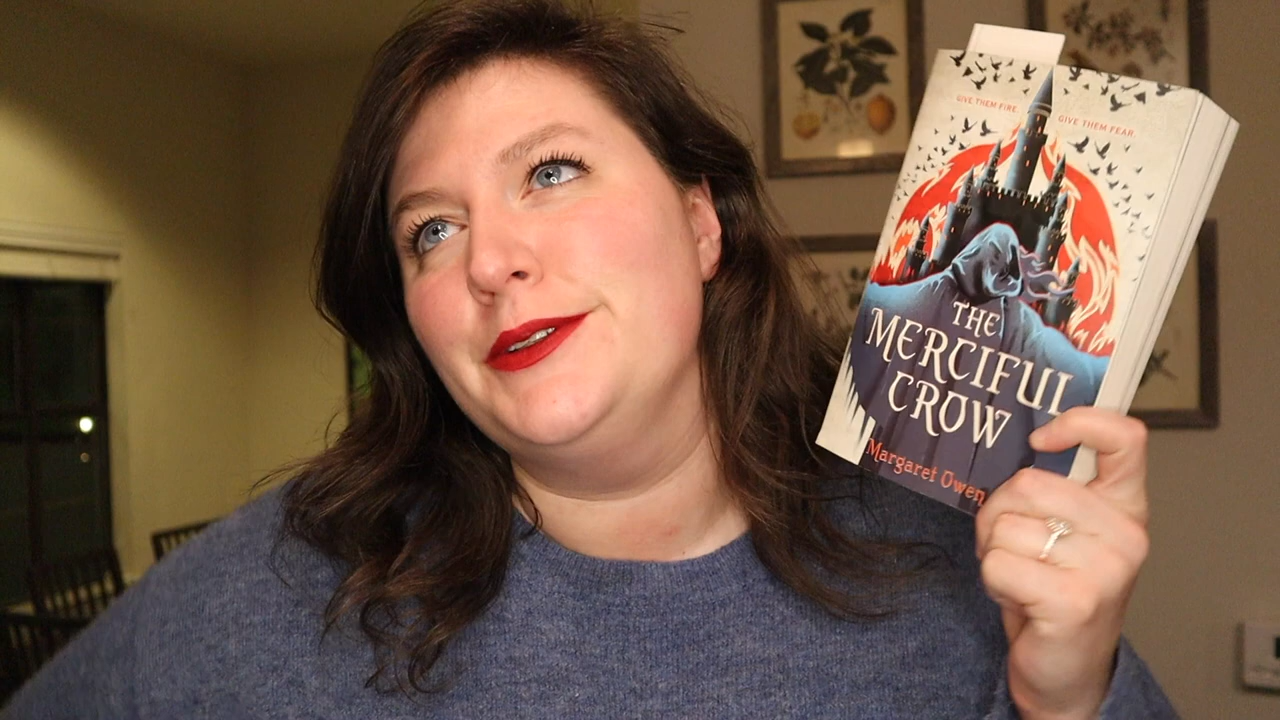 GIVE THEM FIRE.
GIVE THEM FEAR.
THE
MERCIFUL
CROW
Margaret Owen